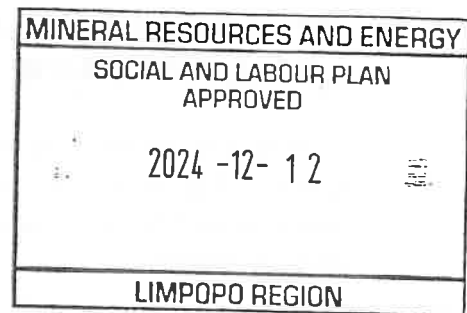 MINERAL RESOURCES AND ENERGY
SOCIAL AND LABOUR PLAN
APPROVED
2024 -12- 12
LIMPOPO REGION